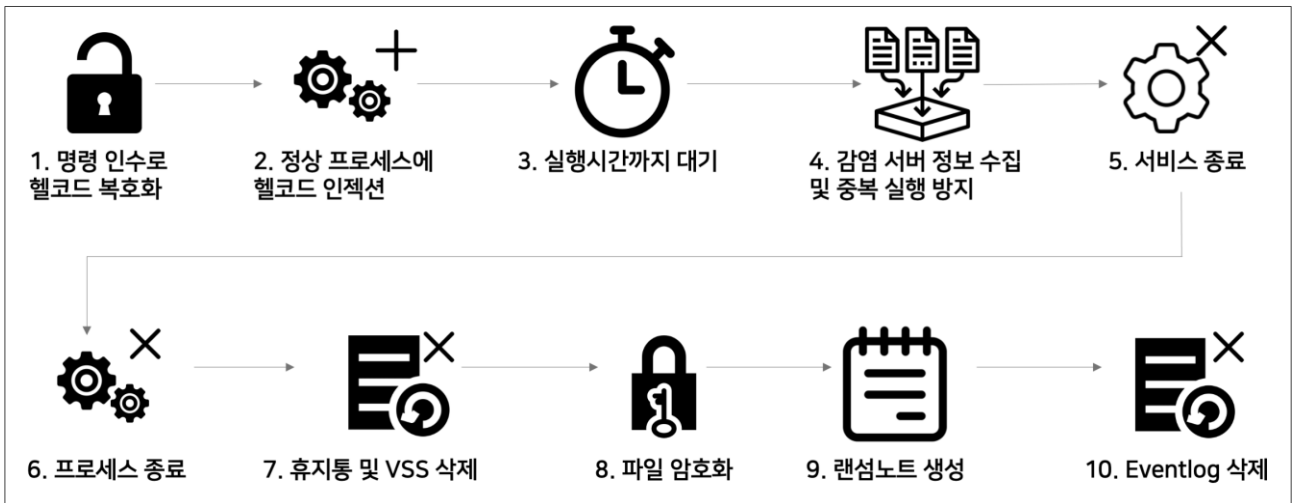 1. 명령 인수로
헬코드 복호화
2. 정상 프로세스에
헬코드 인젝션
3. 실행시간까지 대기
4. 감염 서버 정보 수집
및 중복 실행 방지
5. 서비스 종료
6. 프로세스 종료
7. 휴지통 및 VSS 삭제
8. 파일 암호화
9. 랜섬노트 생성
10. Eventlog 삭제